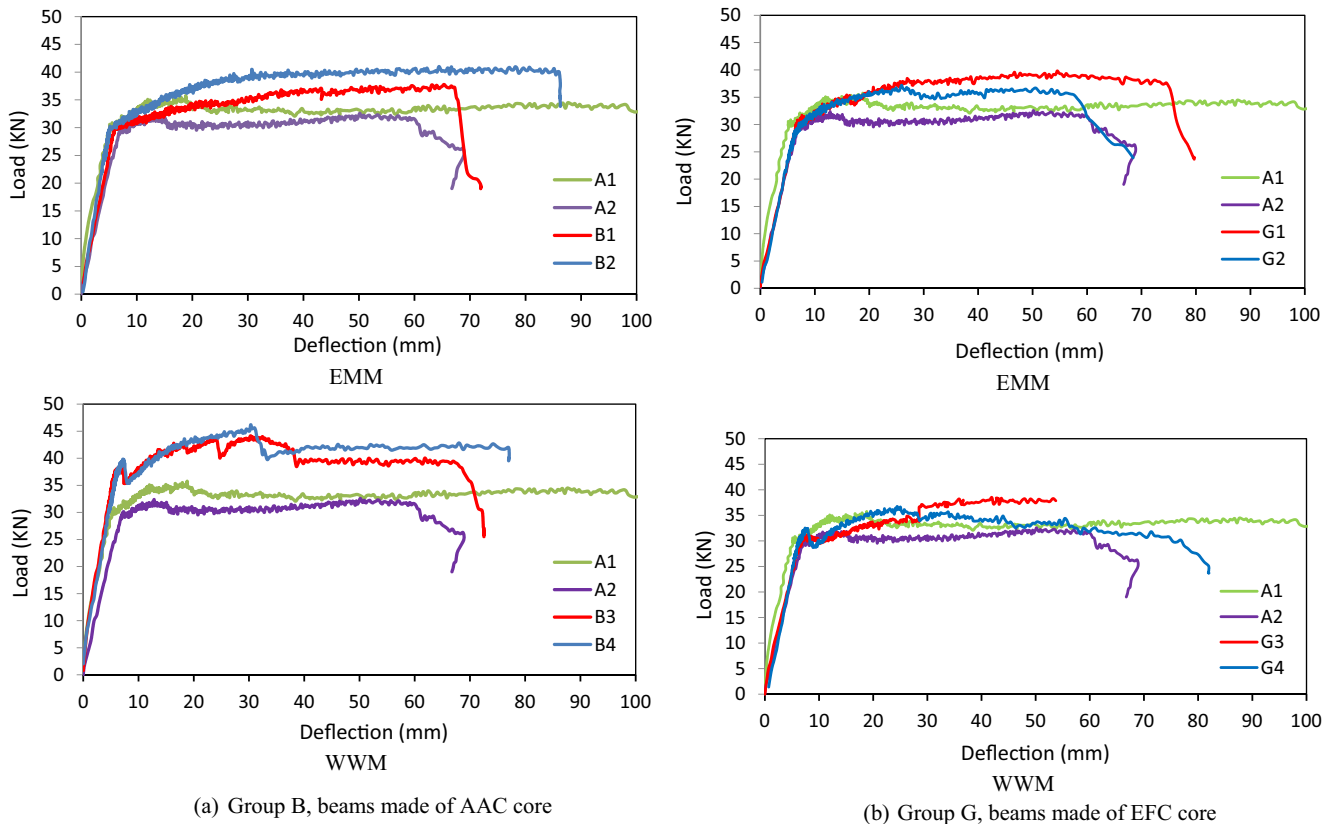 50
45
40
35
30
25
20
15
10
5
0
Load (KN)
A1
A2
B1
B2
0 10 20 30 40 50 60 70 80 90 100
Deflection (mm)
EMM
50
45
40
35
30
25
20
15
10
5
0
Load (KN)
A1
A2
G1
G2
0 10 20 30 40 50 60 70 80 90 100
Deflection (mm)
EMM
50
45
40
35
30
25
20
15
10
5
0
Load (KN)
A1
A2
B3
B4
0 10 20 30 40 50 60 70 80 90 100
Deflection (mm)
WWM
(a) Group B, beams made of AAC core
50
45
40
35
30
25
20
15
10
5
0
Load (KN)
A1
A2
G3
G4
0 10 20 30 40 50 60 70 80 90 100
Deflection (mm)
WWM
(b) Group G, beams made of EFC core